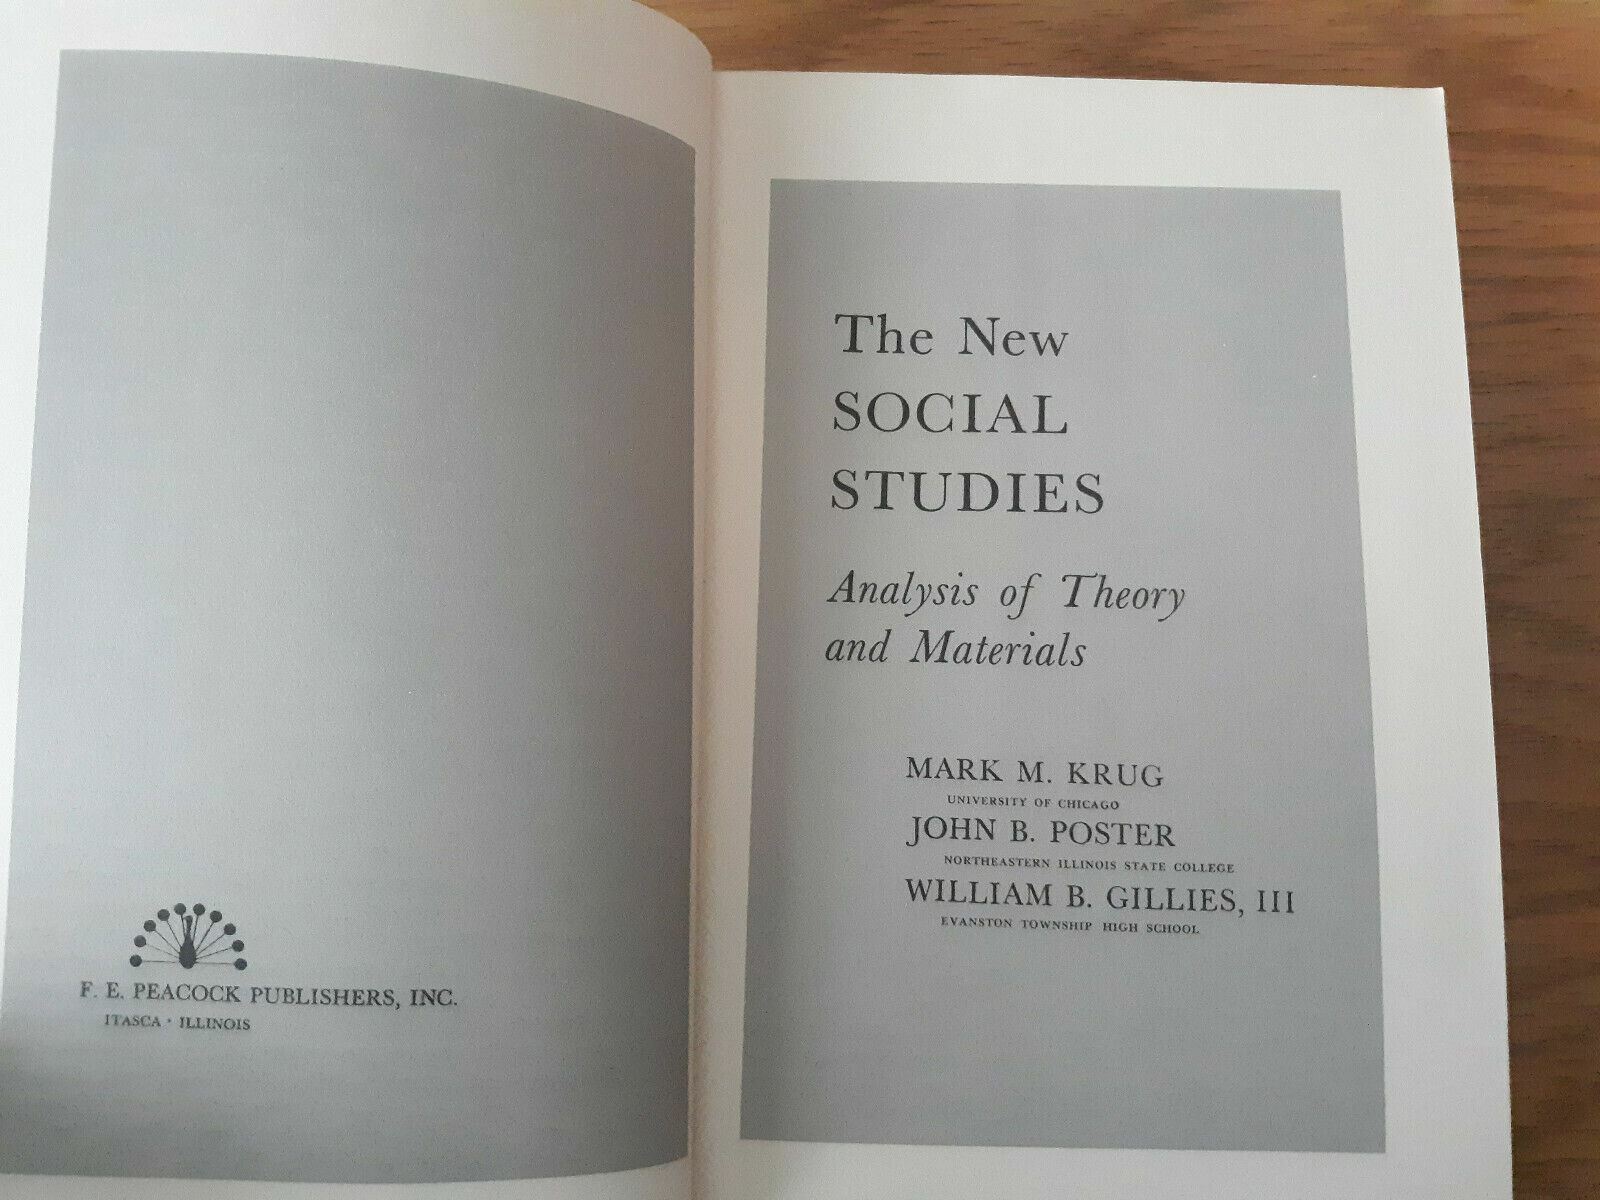 F. E. PEACOCK PUBLISHERS, INC.
ITASCA · ILLINOIS
The New
SOCIAL
STUDIES
Analysis of Theory
and Materials
MARK M. KRUG
UNIVERSITY OF CHICAGO
JOHN B. POSTER
NORTHEASTERN ILLINOIS STATE COLLEGE
WILLIAM B. GILLIES, III
EVANSTON TOWNSHIP HIGH SCHOOL